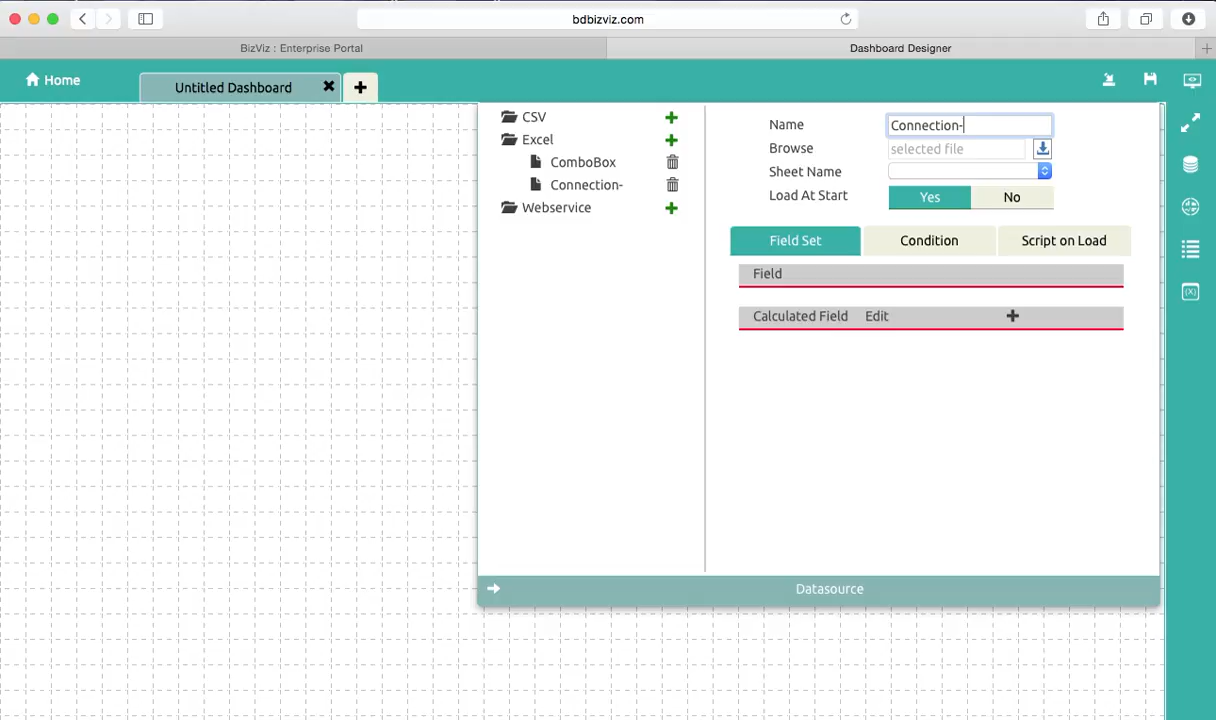 bdbizviz.com
BizViz : Enterprise Portal
Dashboard Designer
Home
Untitled Dashboard
CSV
Excel
ComboBox
Connection-
Webservice
Name
Connection-
Browse
selected file
Sheet Name
Load At Start
Yes
No
Field Set
Condition
Script on Load
Field
Calculated Field
Edit
Datasource
(X)